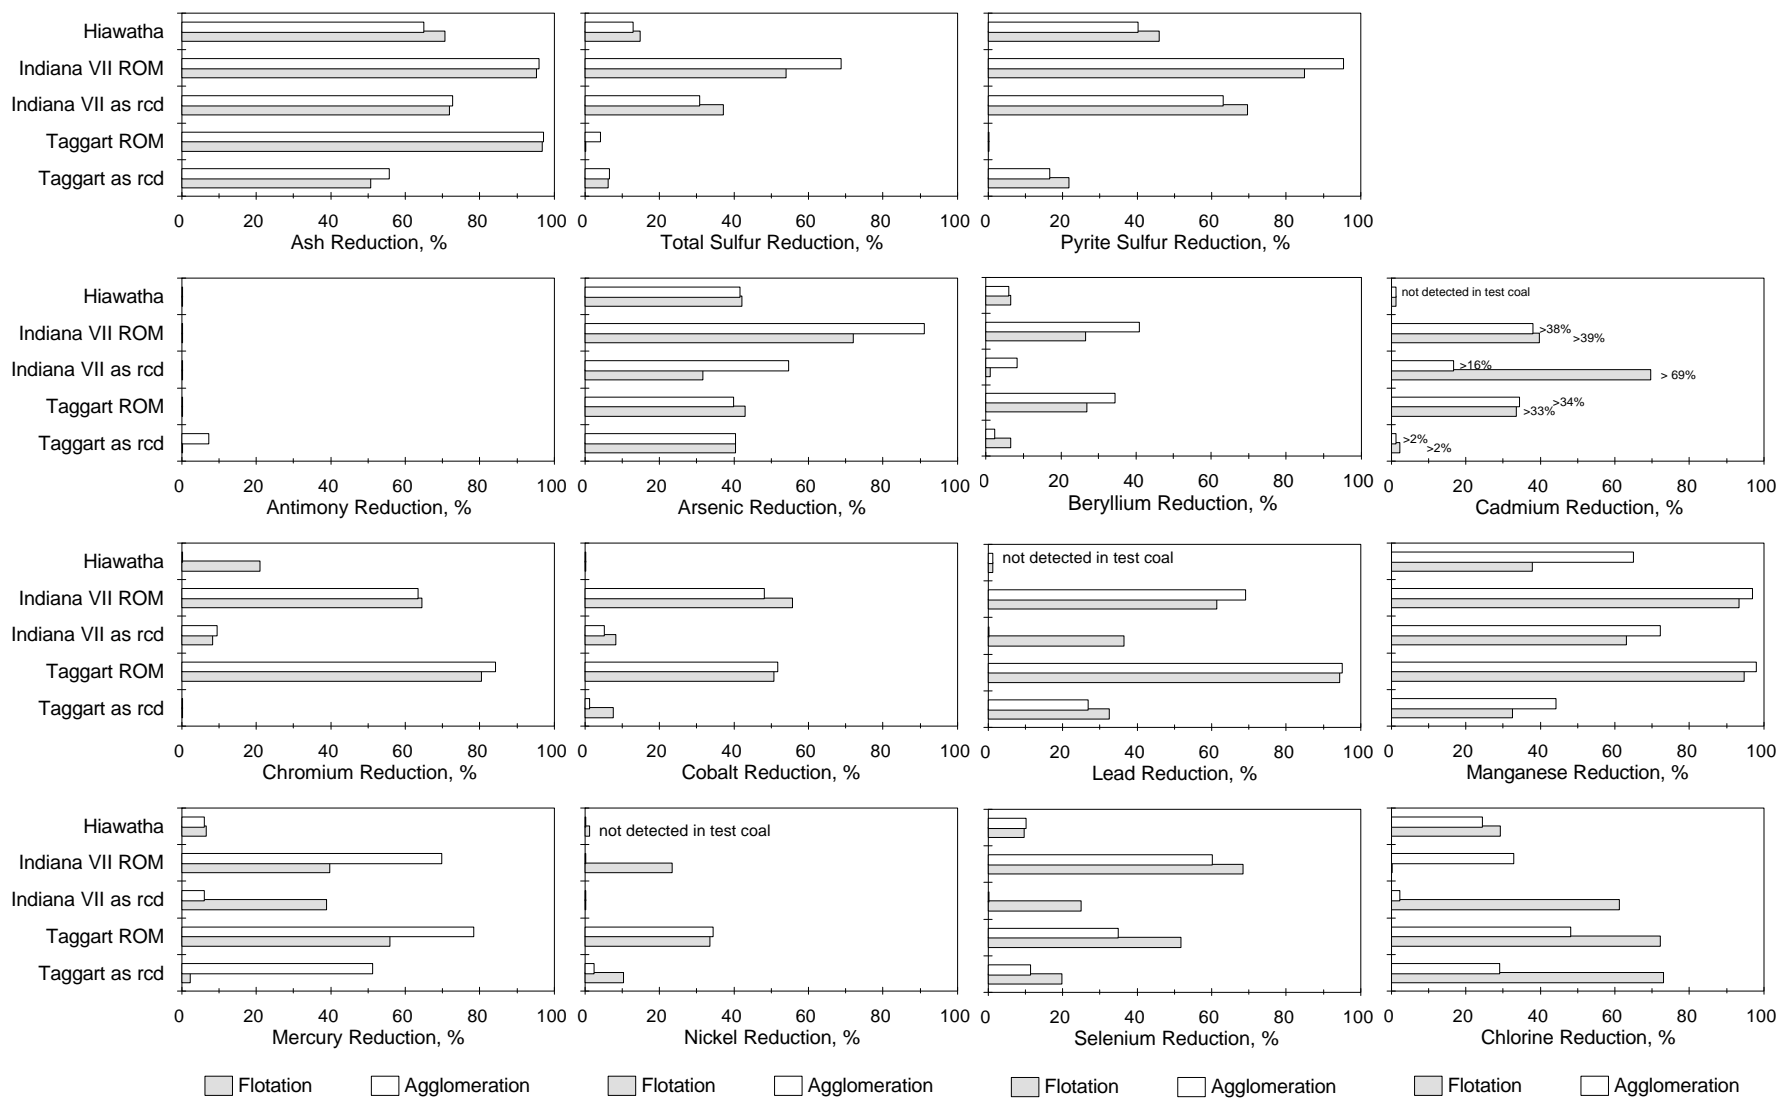 Hiawatha
Indiana VII ROM
Indiana VII as rcd
Taggart ROM
Taggart as rcd
0 20 40 60 80 100
Ash Reduction, %
0 20 40 60 80 100
Total Sulfur Reduction, %
0 20 40 60 80 100
Pyrite Sulfur Reduction, %
Hiawatha
Indiana VII ROM
Indiana VII as rcd
Taggart ROM
Taggart as rcd
0 20 40 60 80 100
Antimony Reduction, %
0 20 40 60 80 100
Arsenic Reduction, %
0 20 40 60 80 100
Beryllium Reduction, %
not detected in test coal
>38%
>39%
>16%
> 69%
>34%
>33%
>2%
>2%
0 20 40 60 80 100
Cadmium Reduction, %
Hiawatha
Indiana VII ROM
Indiana VII as rcd
Taggart ROM
Taggart as rcd
0 20 40 60 80 100
Chromium Reduction, %
0 20 40 60 80 100
Cobalt Reduction, %
not detected in test coal
0 20 40 60 80 100
Lead Reduction, %
0 20 40 60 80 100
Manganese Reduction, %
Hiawatha
Indiana VII ROM
Indiana VII as rcd
Taggart ROM
Taggart as rcd
0 20 40 60 80 100
Mercury Reduction, %
not detected in test coal
0 20 40 60 80 100
Nickel Reduction, %
0 20 40 60 80 100
Selenium Reduction, %
0 20 40 60 80 100
Chlorine Reduction, %
Flotation Agglomeration
Flotation Agglomeration
Flotation Agglomeration
Flotation Agglomeration